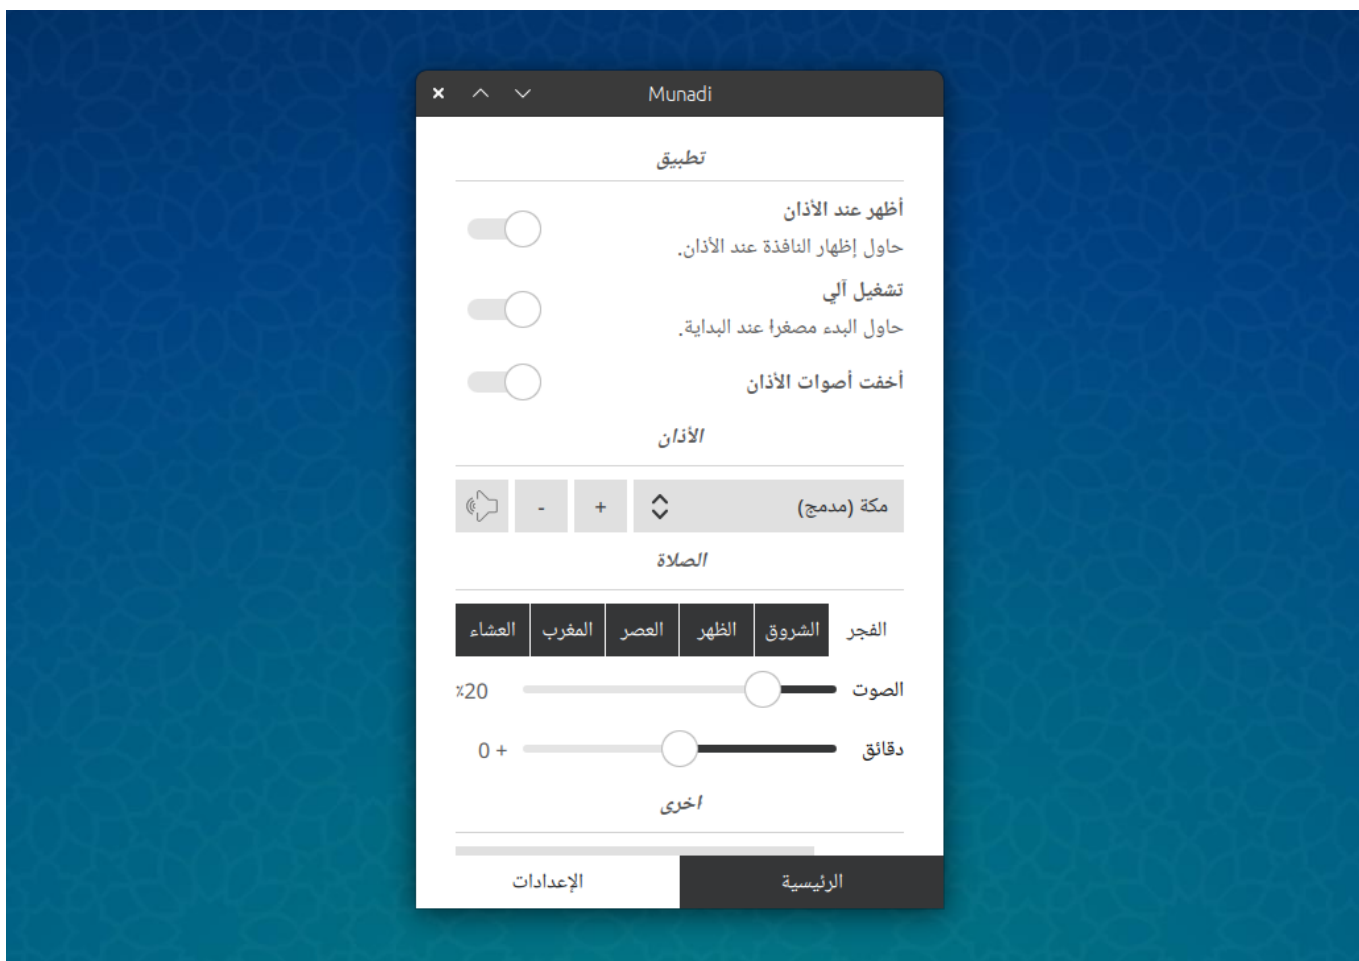 Munadi
تطبيق
أظهر عند الأذان
حاول إظهار النافذة عند الأذان.
تشغيل آلي
حاول البدء مصغرا عند البداية.
أخفت أصوات الأذان
الأذان
مكة (مدمج) + -
الصلاة
الفجر الشروق الظهر العصر المغرب العشاء
الصوت 20٪
دقائق + 0
اخرى
الرئيسية الإعدادات